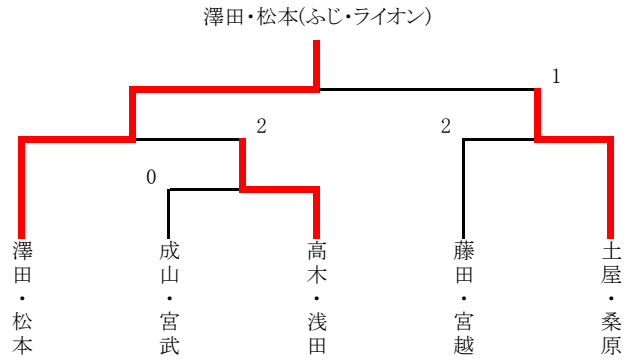 澤田・松本(ふじ・ライオン)
1
2
2
0
澤田・松本
成山・宮武
高木・浅田
藤田・宮越
土屋・桑原